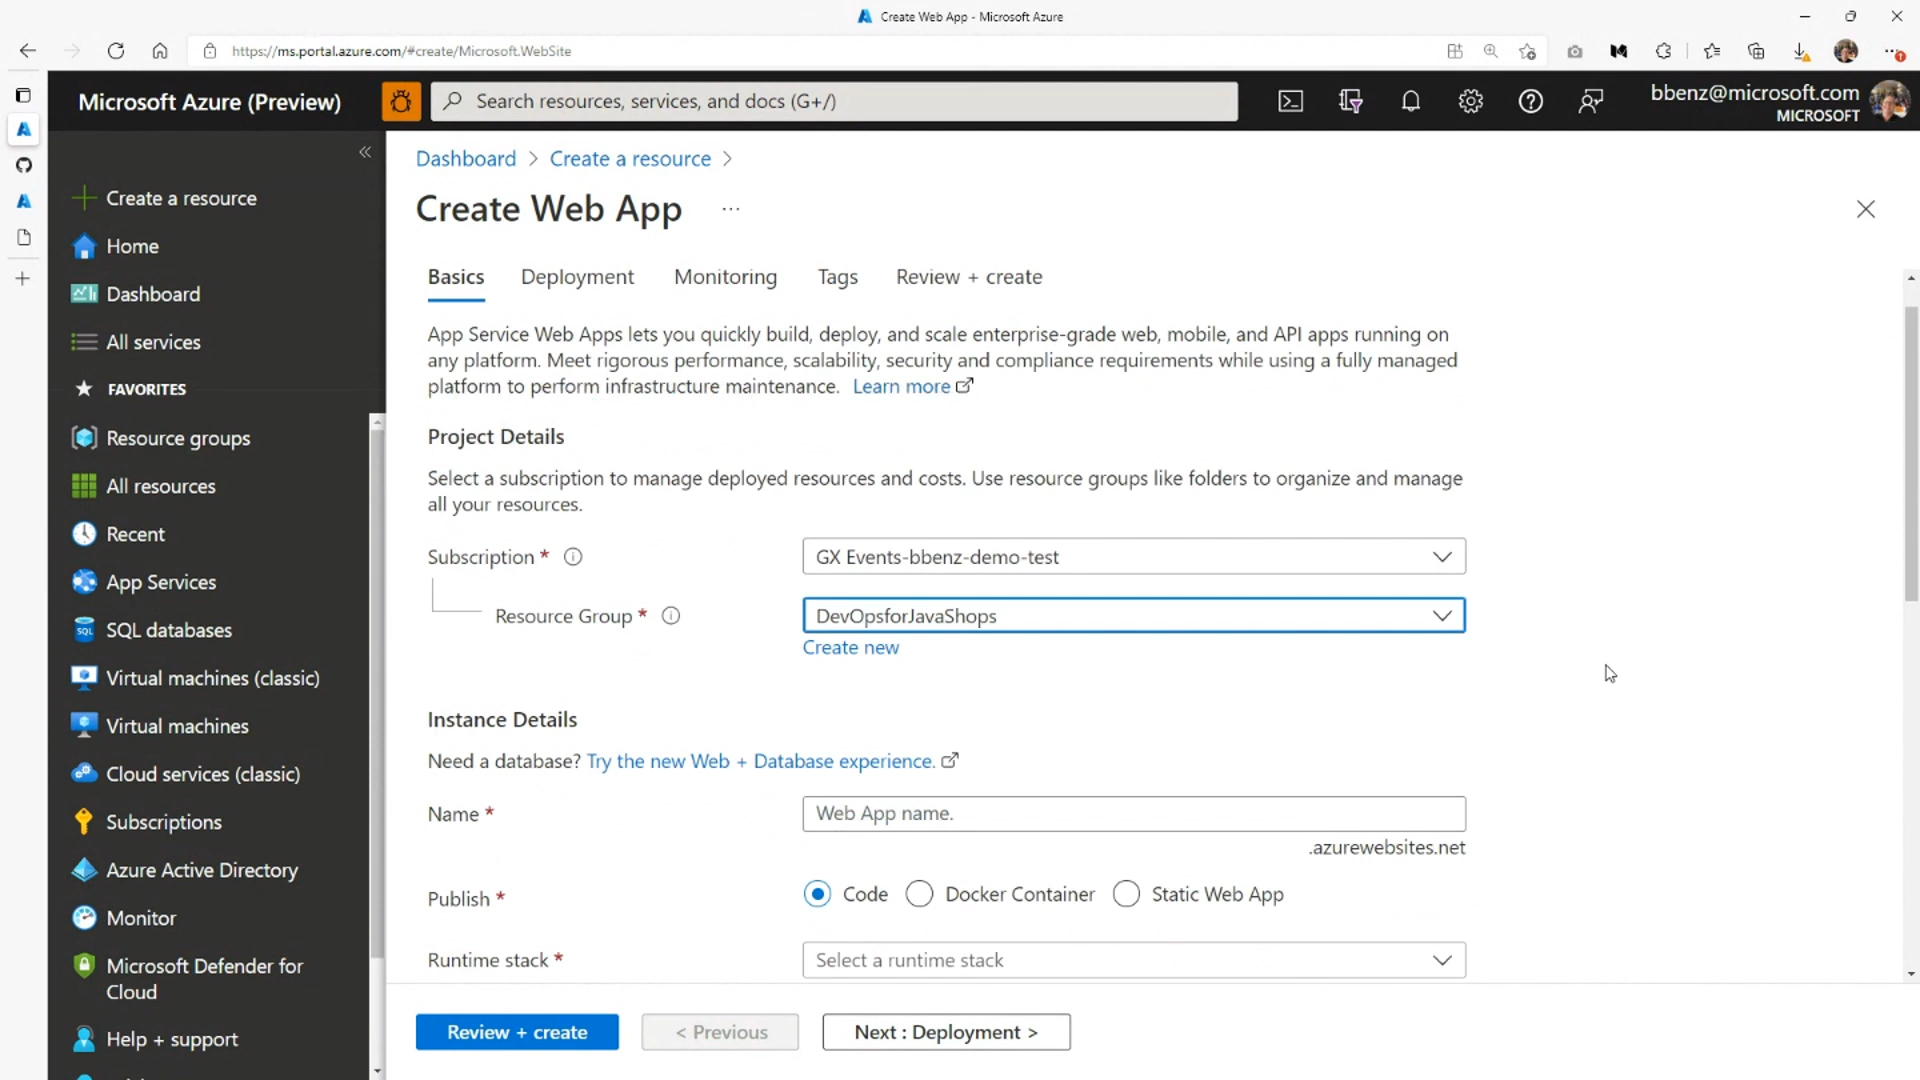 Create Web App - Microsoft Azure
https://ms.portal.azure.com/#create/Microsoft.WebSite
Microsoft Azure (Preview)
Search resources, services, and docs (G+/)
bbenz@microsoft.com
MICROSOFT
Create a resource
Home
Dashboard
All services
FAVORITES
Resource groups
All resources
Recent
App Services
SQL databases
Virtual machines (classic)
Virtual machines
Cloud services (classic)
Subscriptions
Azure Active Directory
Monitor
Microsoft Defender for
Cloud
Help + support
Dashboard > Create a resource >
Create Web App ...
Basics Deployment Monitoring Tags Review + create
App Service Web Apps lets you quickly build, deploy, and scale enterprise-grade web, mobile, and API apps running on
any platform. Meet rigorous performance, scalability, security and compliance requirements while using a fully managed
platform to perform infrastructure maintenance. Learn more
Project Details
Select a subscription to manage deployed resources and costs. Use resource groups like folders to organize and manage
all your resources.
Subscription * GX Events-bbenz-demo-test
Resource Group * DevOpsforJavaShops
Create new
Instance Details
Need a database? Try the new Web + Database experience.
Name * Web App name.
.azurewebsites.net
Publish * Code Docker Container Static Web App
Runtime stack * Select a runtime stack
Review + create < Previous Next : Deployment >